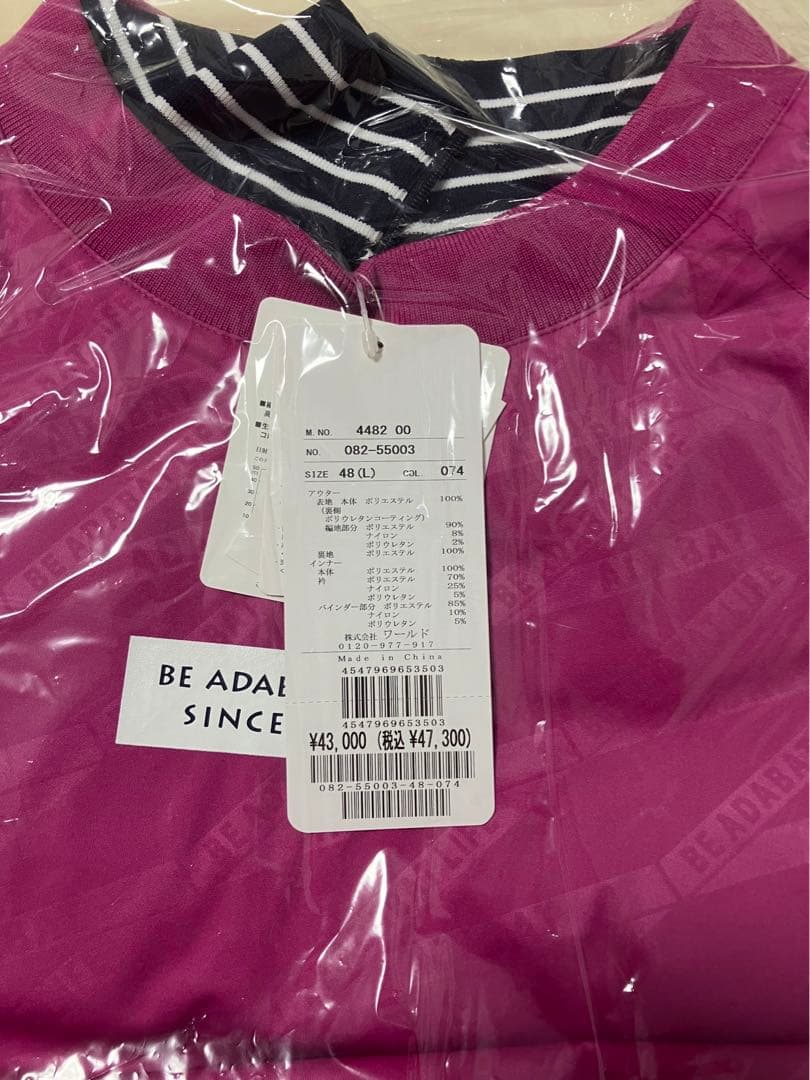 M. NO. 4482 00
NO. 082-55003
SIZE 48(L) COL. 074
アウター
表地 本体 ポリエステル 100%
(裏側
ポリウレタンコーティング)
編地部分 ポリエステル 90%
ナイロン 8%
ポリウレタン 2%
裏地 ポリエステル 100%
インナー
本体 ポリエステル 100%
衿 ポリエステル 70%
ナイロン 25%
ポリウレタン 5%
バインダー部分 ポリエステル 85%
ナイロン 10%
ポリウレタン 5%
株式会社 ワールド
0120-977-917
Made in China
4547969653503
4547969653503
¥43,000 (税込 ¥47,300)
082-55003-48-074
BE ADAB
SINCE
BE ADABA